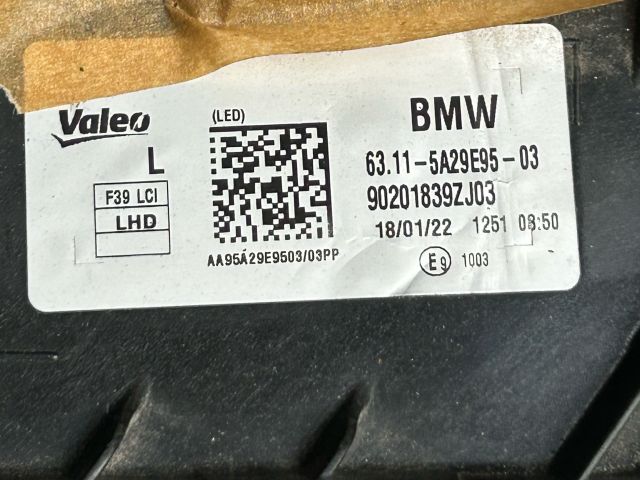 Valeo
(LED)
BMW
L
63.11-5A29E95-03
F39 LCI
90201839ZJ03
LHD
18/01/22 1251 08:50
AA95A29E9503/03PP
E9 1003